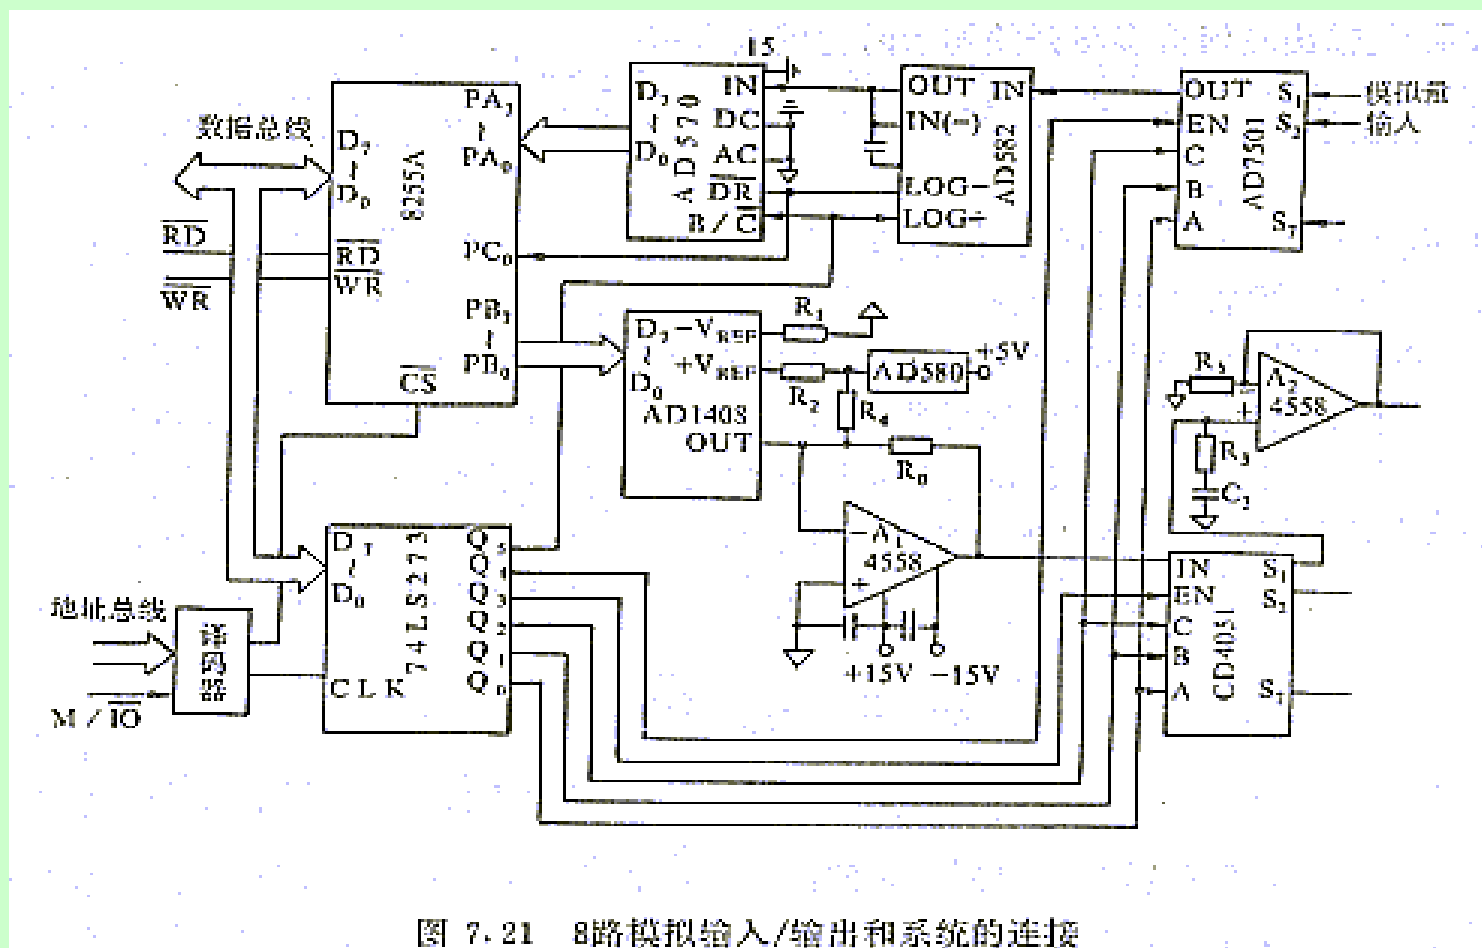 数据总线
RD
WR
D7
~
D0
8255A
RD
WR
CS
PA7
~
PA0
PC0
PB7
~
PB0
D7
~
D0
AD570
15
IN
DC
AC
DR
B/C
OUT
IN
IN(-)
LOG-
LOG+
AD582
OUT
EN
C
B
A
AD7501
S1
S2
S7
模拟量
输入
D7
~
D0
-VREF
+VREF
AD1408
OUT
R1
R2
R4
AD580
+5V
R0
-
A1
4558
+
+15V
-15V
R5
A2
4558
+
R3
IN
EN
C
B
A
CD4051
S1
S2
S7
D7
~
D0
74LS273
CLK
Q5
Q4
Q3
Q2
Q1
Q0
地址总线
M/IO
图 7.21 8路模拟输入/输出和系统的连接